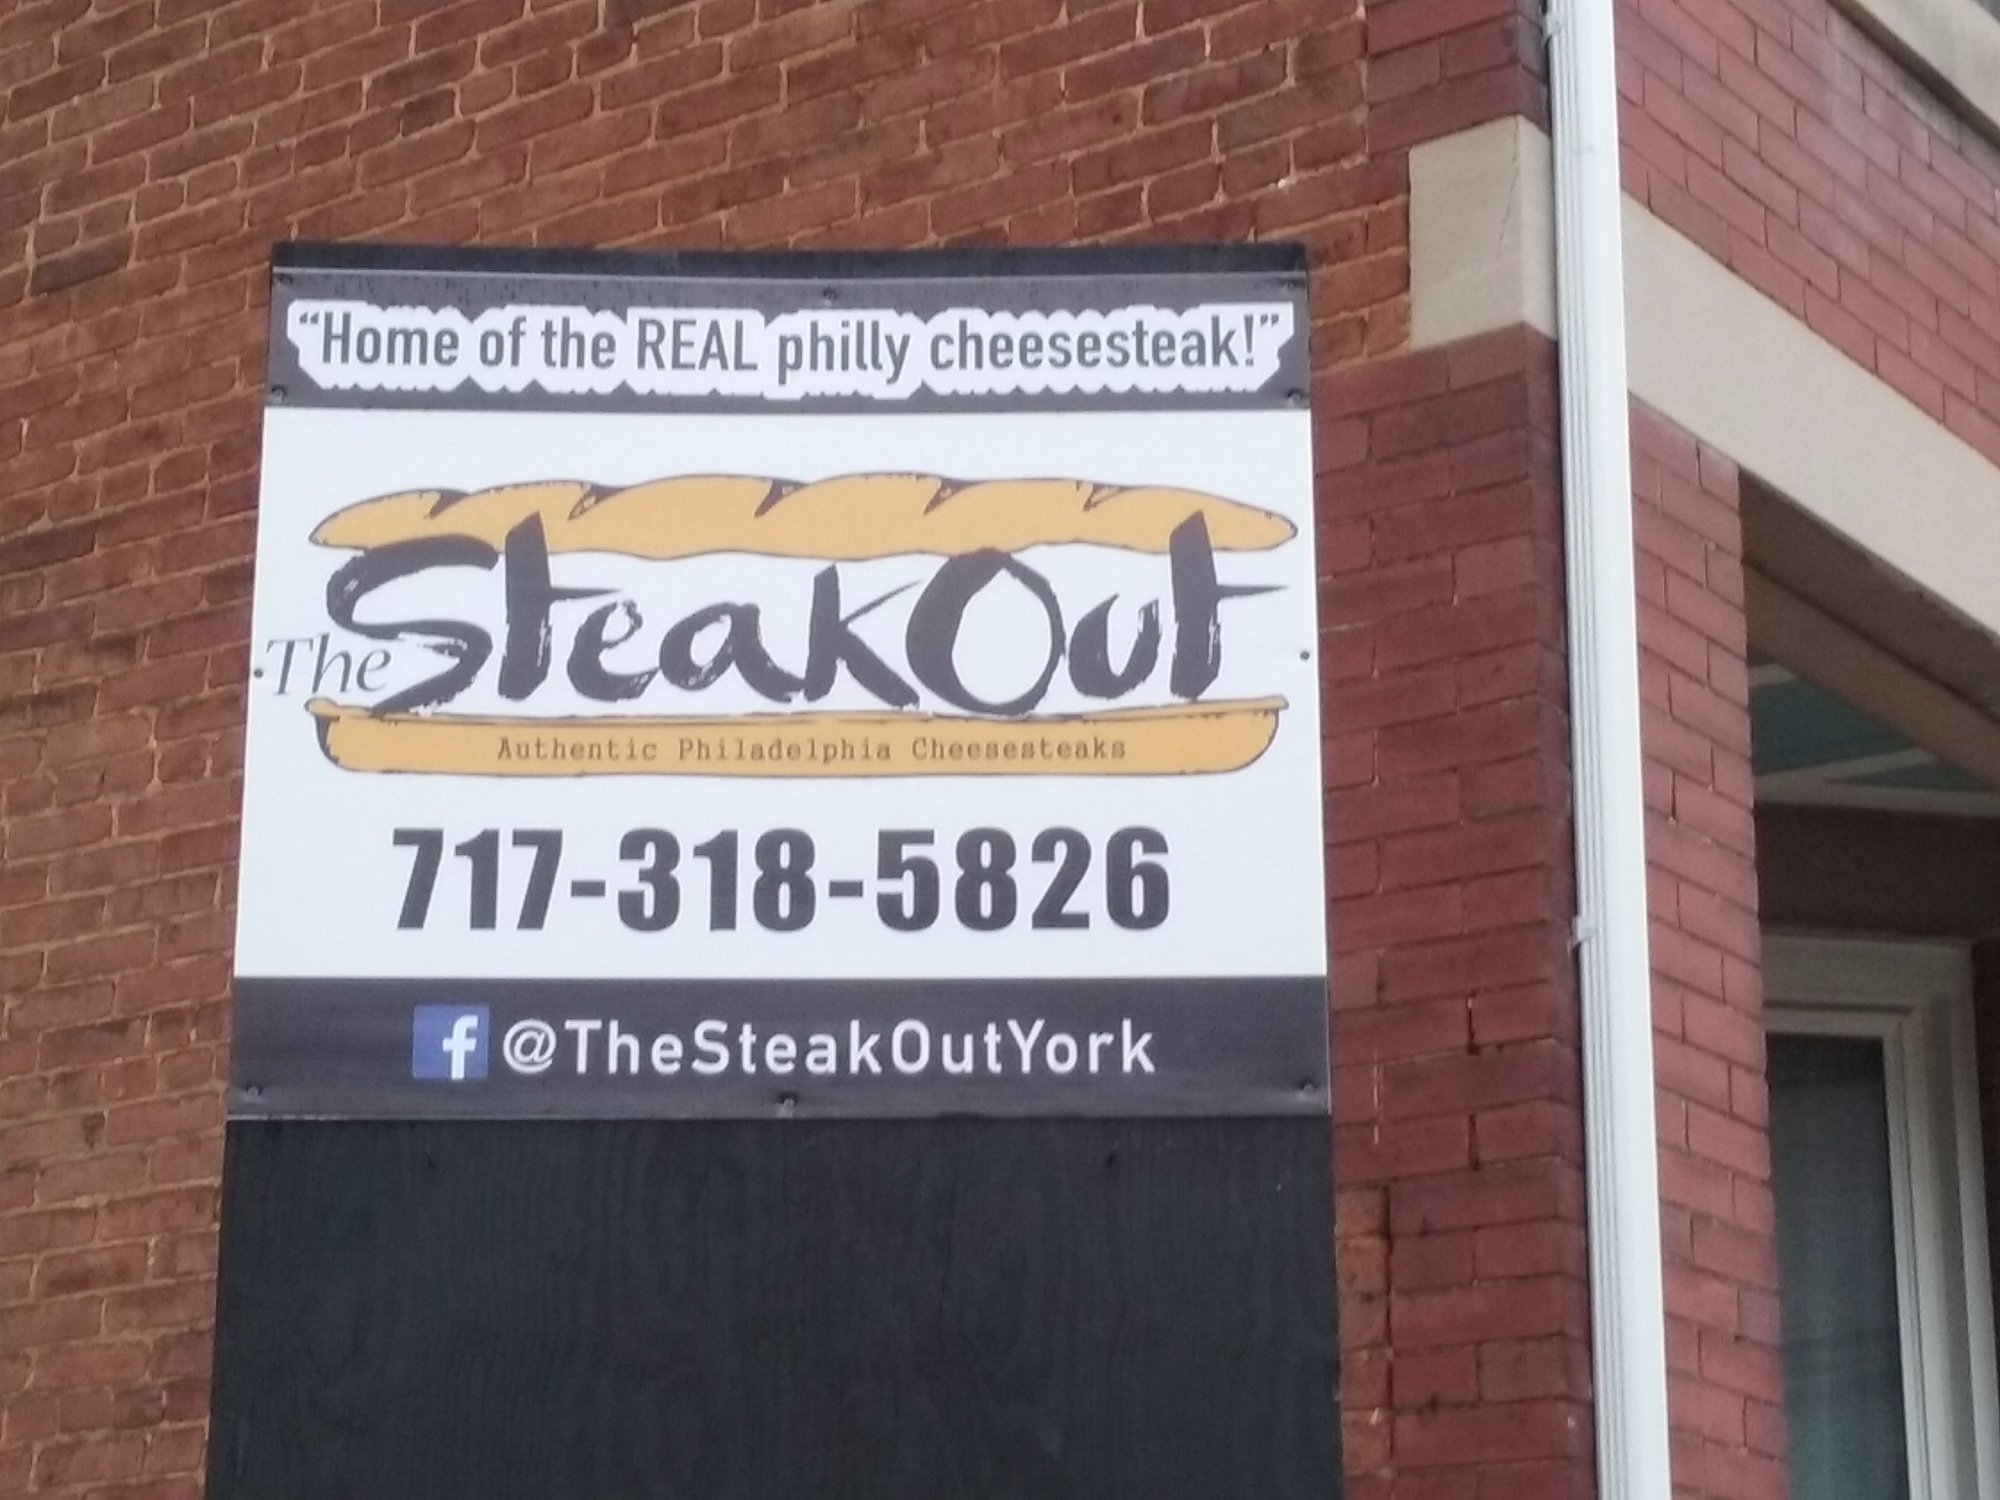 “Home of the REAL philly cheesesteak!”
The SteakOut
Authentic Philadelphia Cheesesteaks
717-318-5826
f @TheSteakOutYork